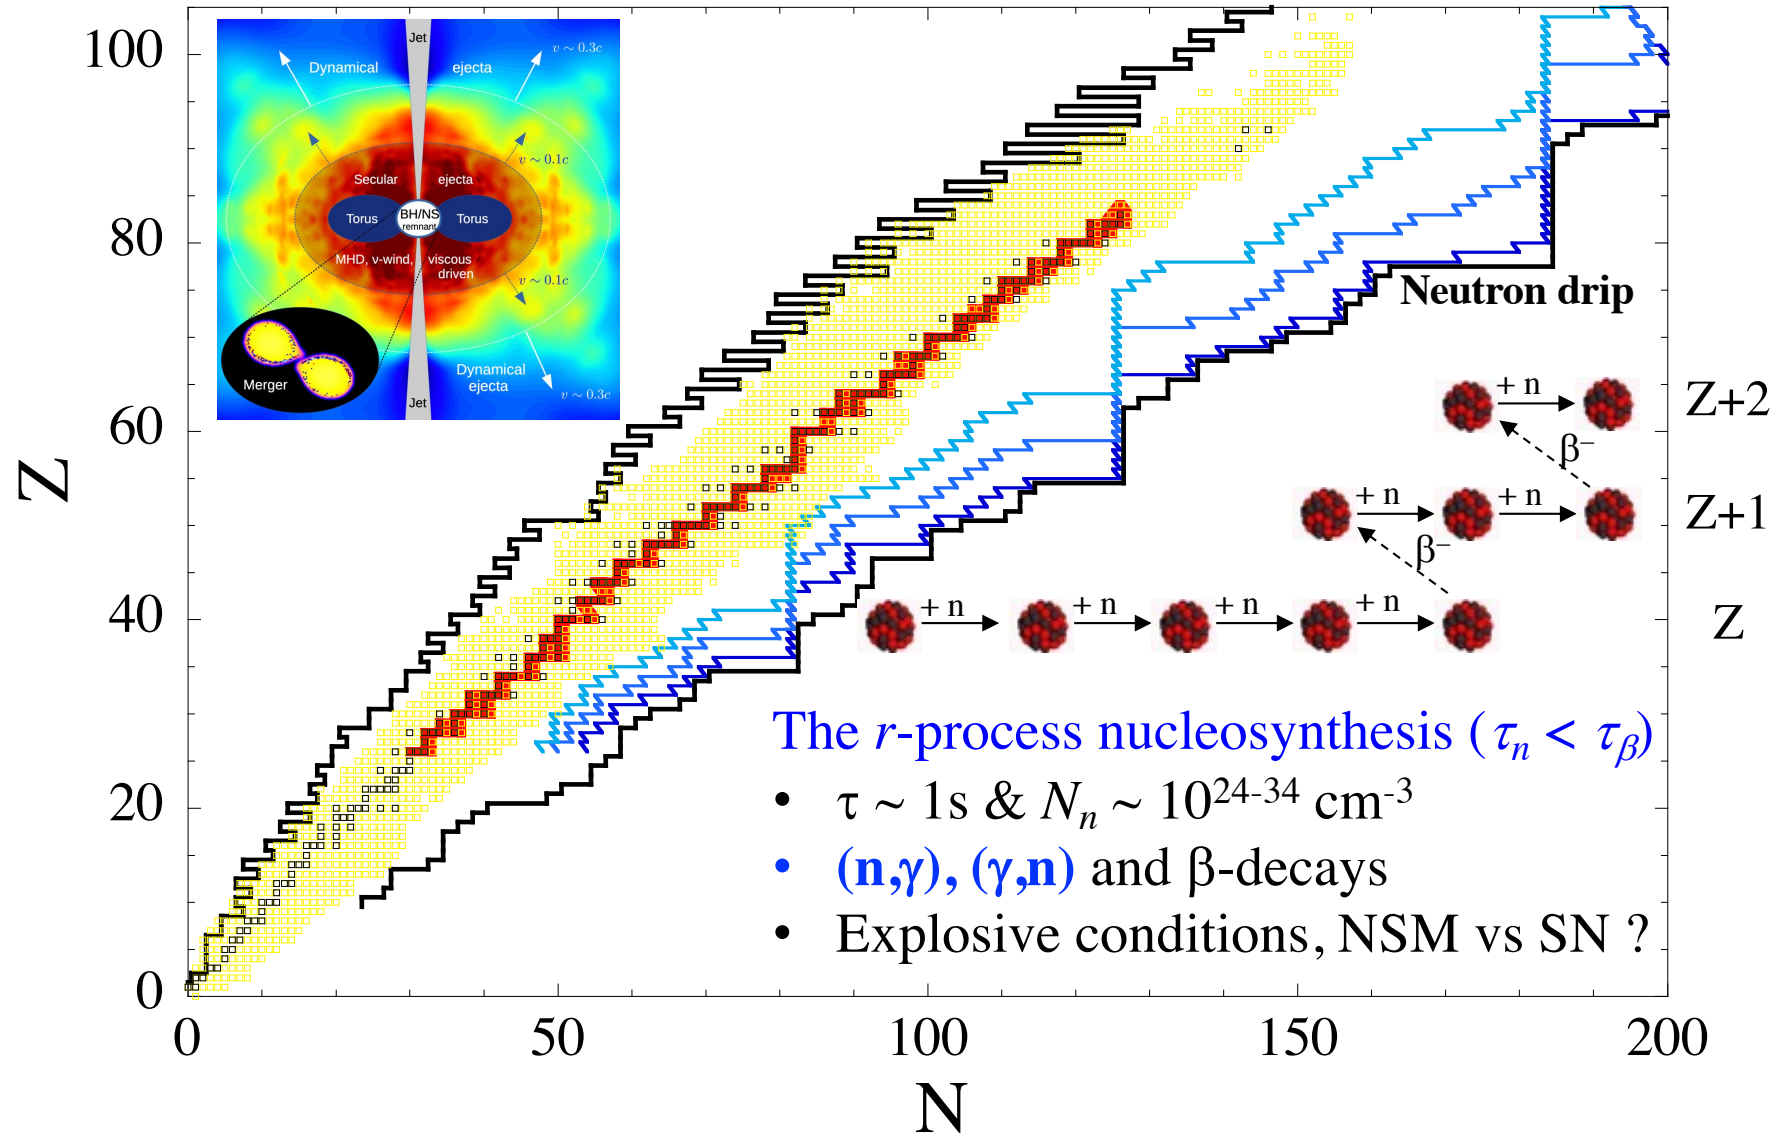 100
80
60
40
20
0
Z
0
50
100
150
200
N
Jet
Dynamical ejecta
v ~ 0.3c
v ~ 0.1c
Secular ejecta
Torus
BH/NS
remnant
Torus
MHD, ν-wind, viscous
driven
v ~ 0.1c
Merger
Dynamical
ejecta
v ~ 0.3c
Jet
Neutron drip
+ n
Z+2
β⁻
+ n
+ n
Z+1
β⁻
+ n
+ n
+ n
+ n
Z
The r-process nucleosynthesis (τₙ < τᵦ)
• τ ~ 1s & Nₙ ~ 10²⁴⁻³⁴ cm⁻³
• (n,γ), (γ,n) and β-decays
• Explosive conditions, NSM vs SN ?